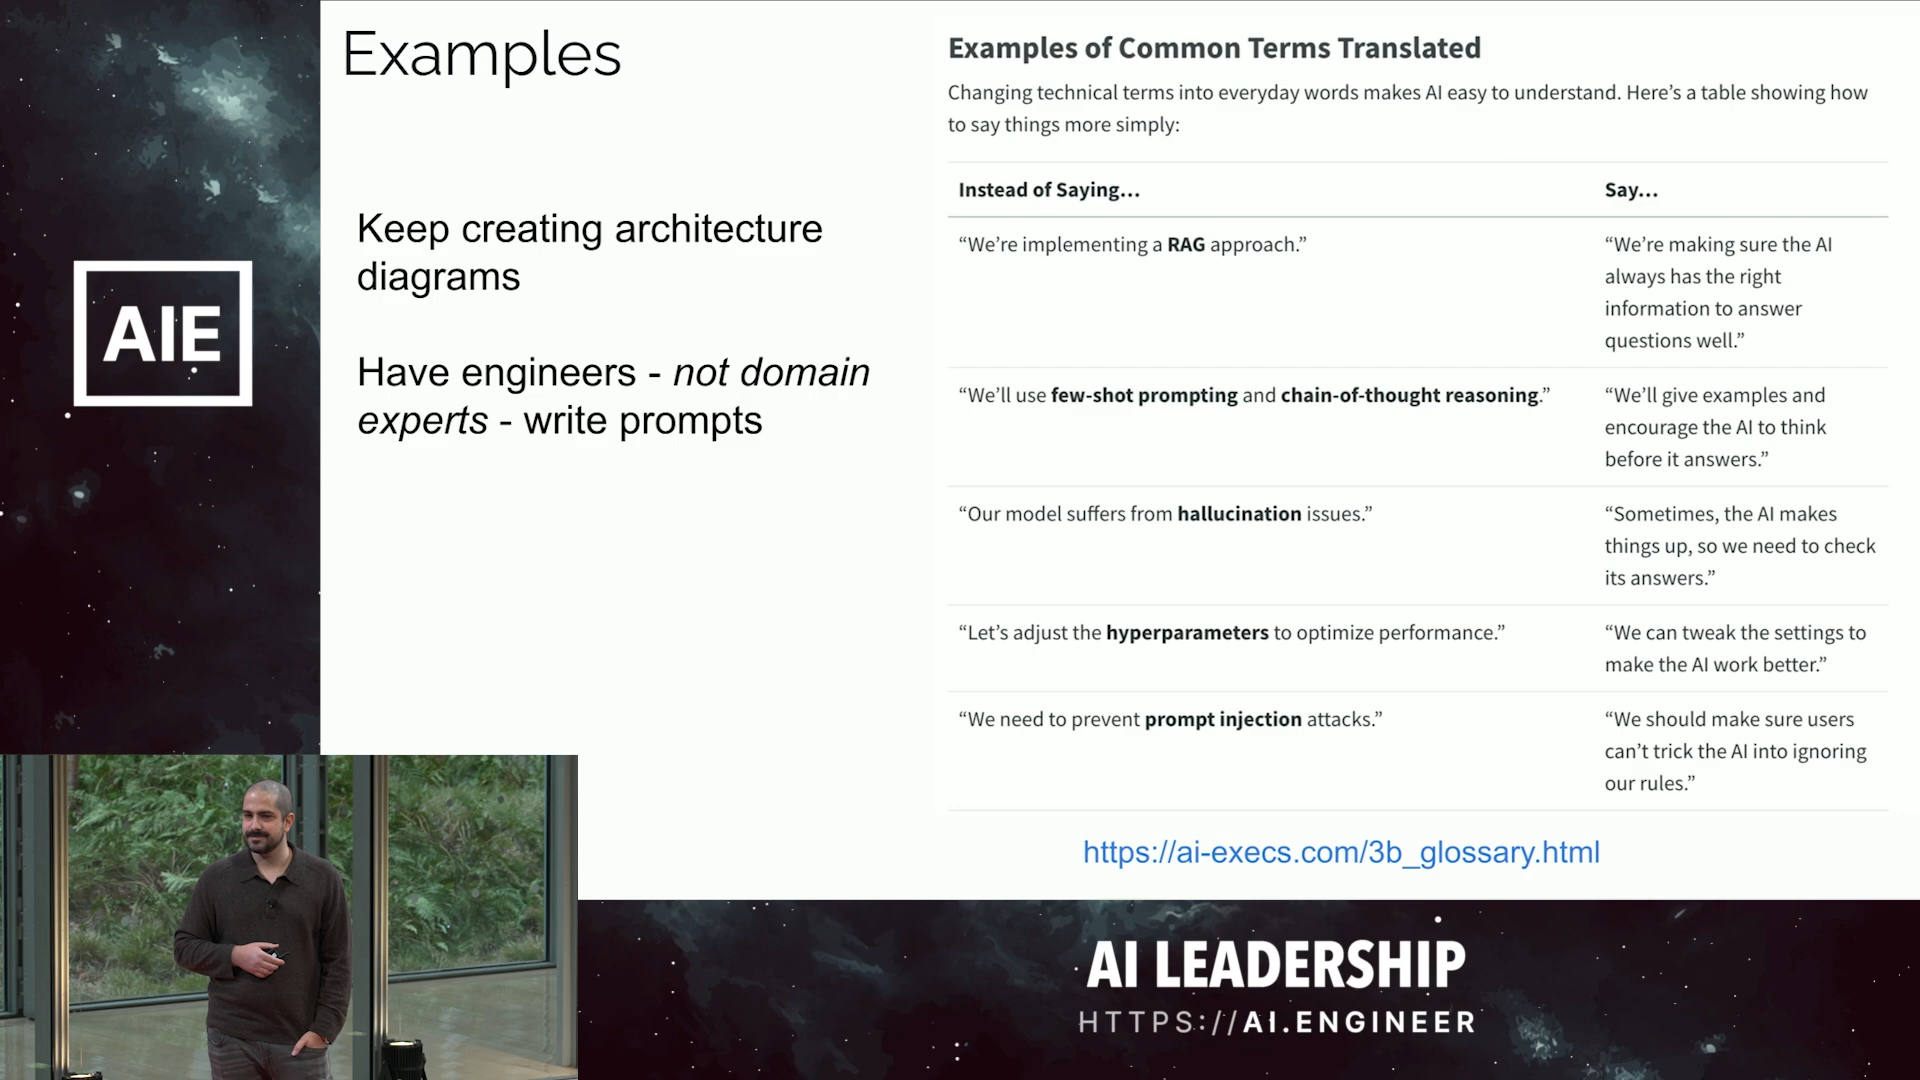 Examples
Keep creating architecture
diagrams
Have engineers - not domain
experts - write prompts
Examples of Common Terms Translated
Changing technical terms into everyday words makes AI easy to understand. Here’s a table showing how
to say things more simply:
Instead of Saying… Say…
“We’re implementing a RAG approach.” “We’re making sure the AI
always has the right
information to answer
questions well.”
“We’ll use few-shot prompting and chain-of-thought reasoning.” “We’ll give examples and
encourage the AI to think
before it answers.”
“Our model suffers from hallucination issues.” “Sometimes, the AI makes
things up, so we need to check
its answers.”
“Let’s adjust the hyperparameters to optimize performance.” “We can tweak the settings to
make the AI work better.”
“We need to prevent prompt injection attacks.” “We should make sure users
can’t trick the AI into ignoring
our rules.”
https://ai-execs.com/3b_glossary.html
AIE
AI LEADERSHIP
HTTPS://AI.ENGINEER